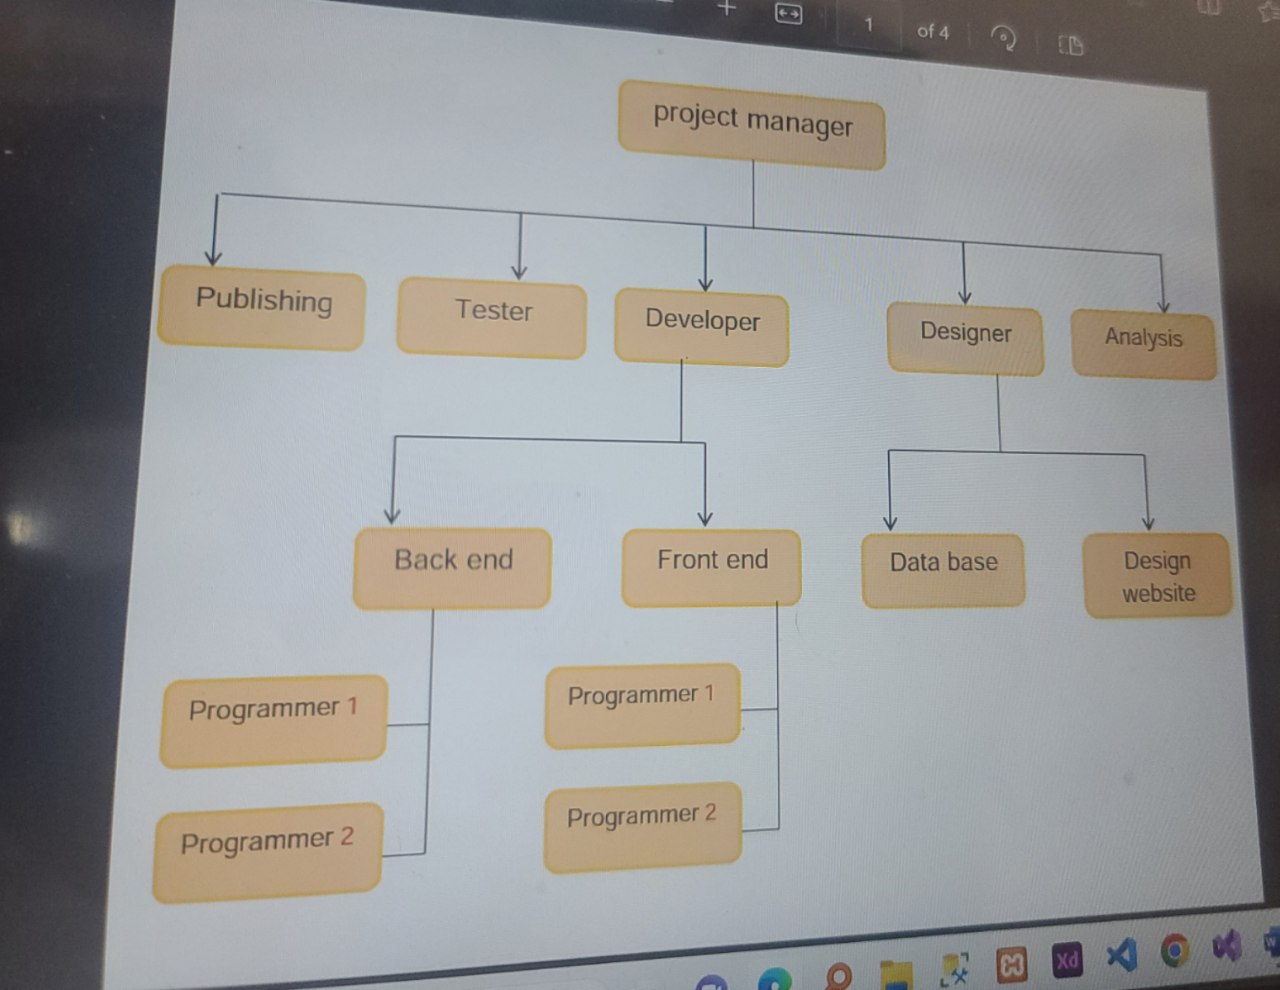 1 of 4
project manager
Publishing
Tester
Developer
Designer
Analysis
Back end
Front end
Data base
Design
website
Programmer 1
Programmer 1
Programmer 2
Programmer 2
Xd